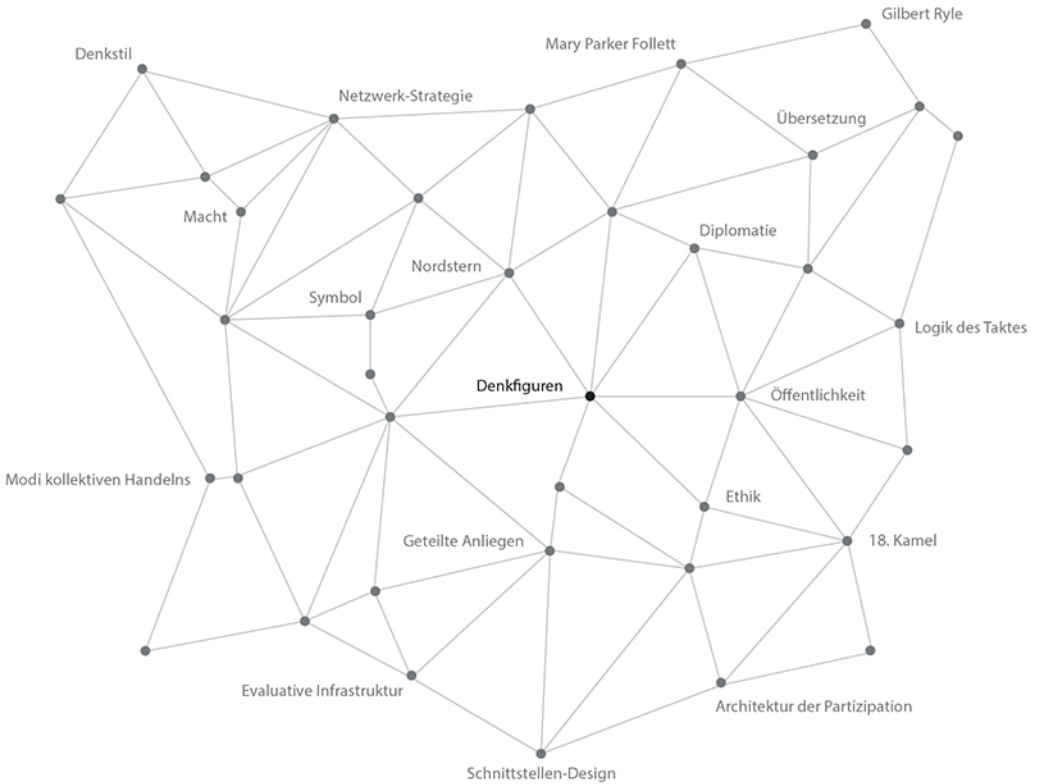 Gilbert Ryle
Mary Parker Follett
Denkstil
Netzwerk-Strategie
Übersetzung
Macht
Diplomatie
Nordstern
Symbol
Logik des Taktes
Denkfiguren
Öffentlichkeit
Modi kollektiven Handelns
Ethik
Geteilte Anliegen
18. Kamel
Evaluative Infrastruktur
Architektur der Partizipation
Schnittstellen-Design